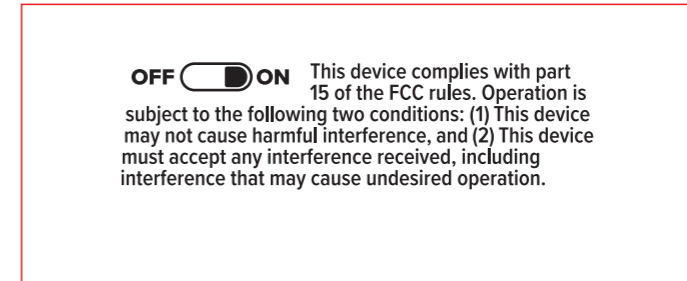 OFF ON This device complies with part
15 of the FCC rules. Operation is
subject to the following two conditions: (1) This device
may not cause harmful interference, and (2) This device
must accept any interference received, including
interference that may cause undesired operation.